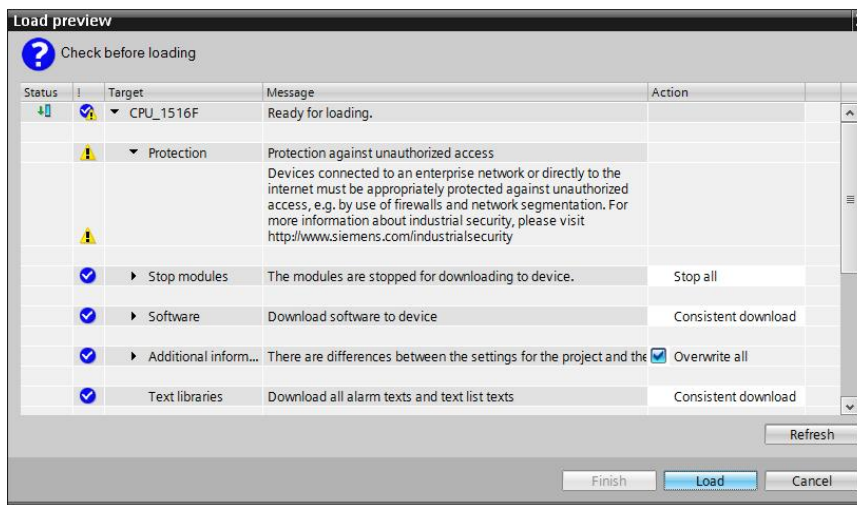 Load preview
Check before loading
Status ! Target Message Action
CPU_1516F Ready for loading.
Protection Protection against unauthorized access
Devices connected to an enterprise network or directly to the
internet must be appropriately protected against unauthorized
access, e.g. by use of firewalls and network segmentation. For
more information about industrial security, please visit
http://www.siemens.com/industrialsecurity
Stop modules The modules are stopped for downloading to device. Stop all
Software Download software to device Consistent download
Additional inform... There are differences between the settings for the project and the Overwrite all
Text libraries Download all alarm texts and text list texts Consistent download
Refresh
Finish Load Cancel